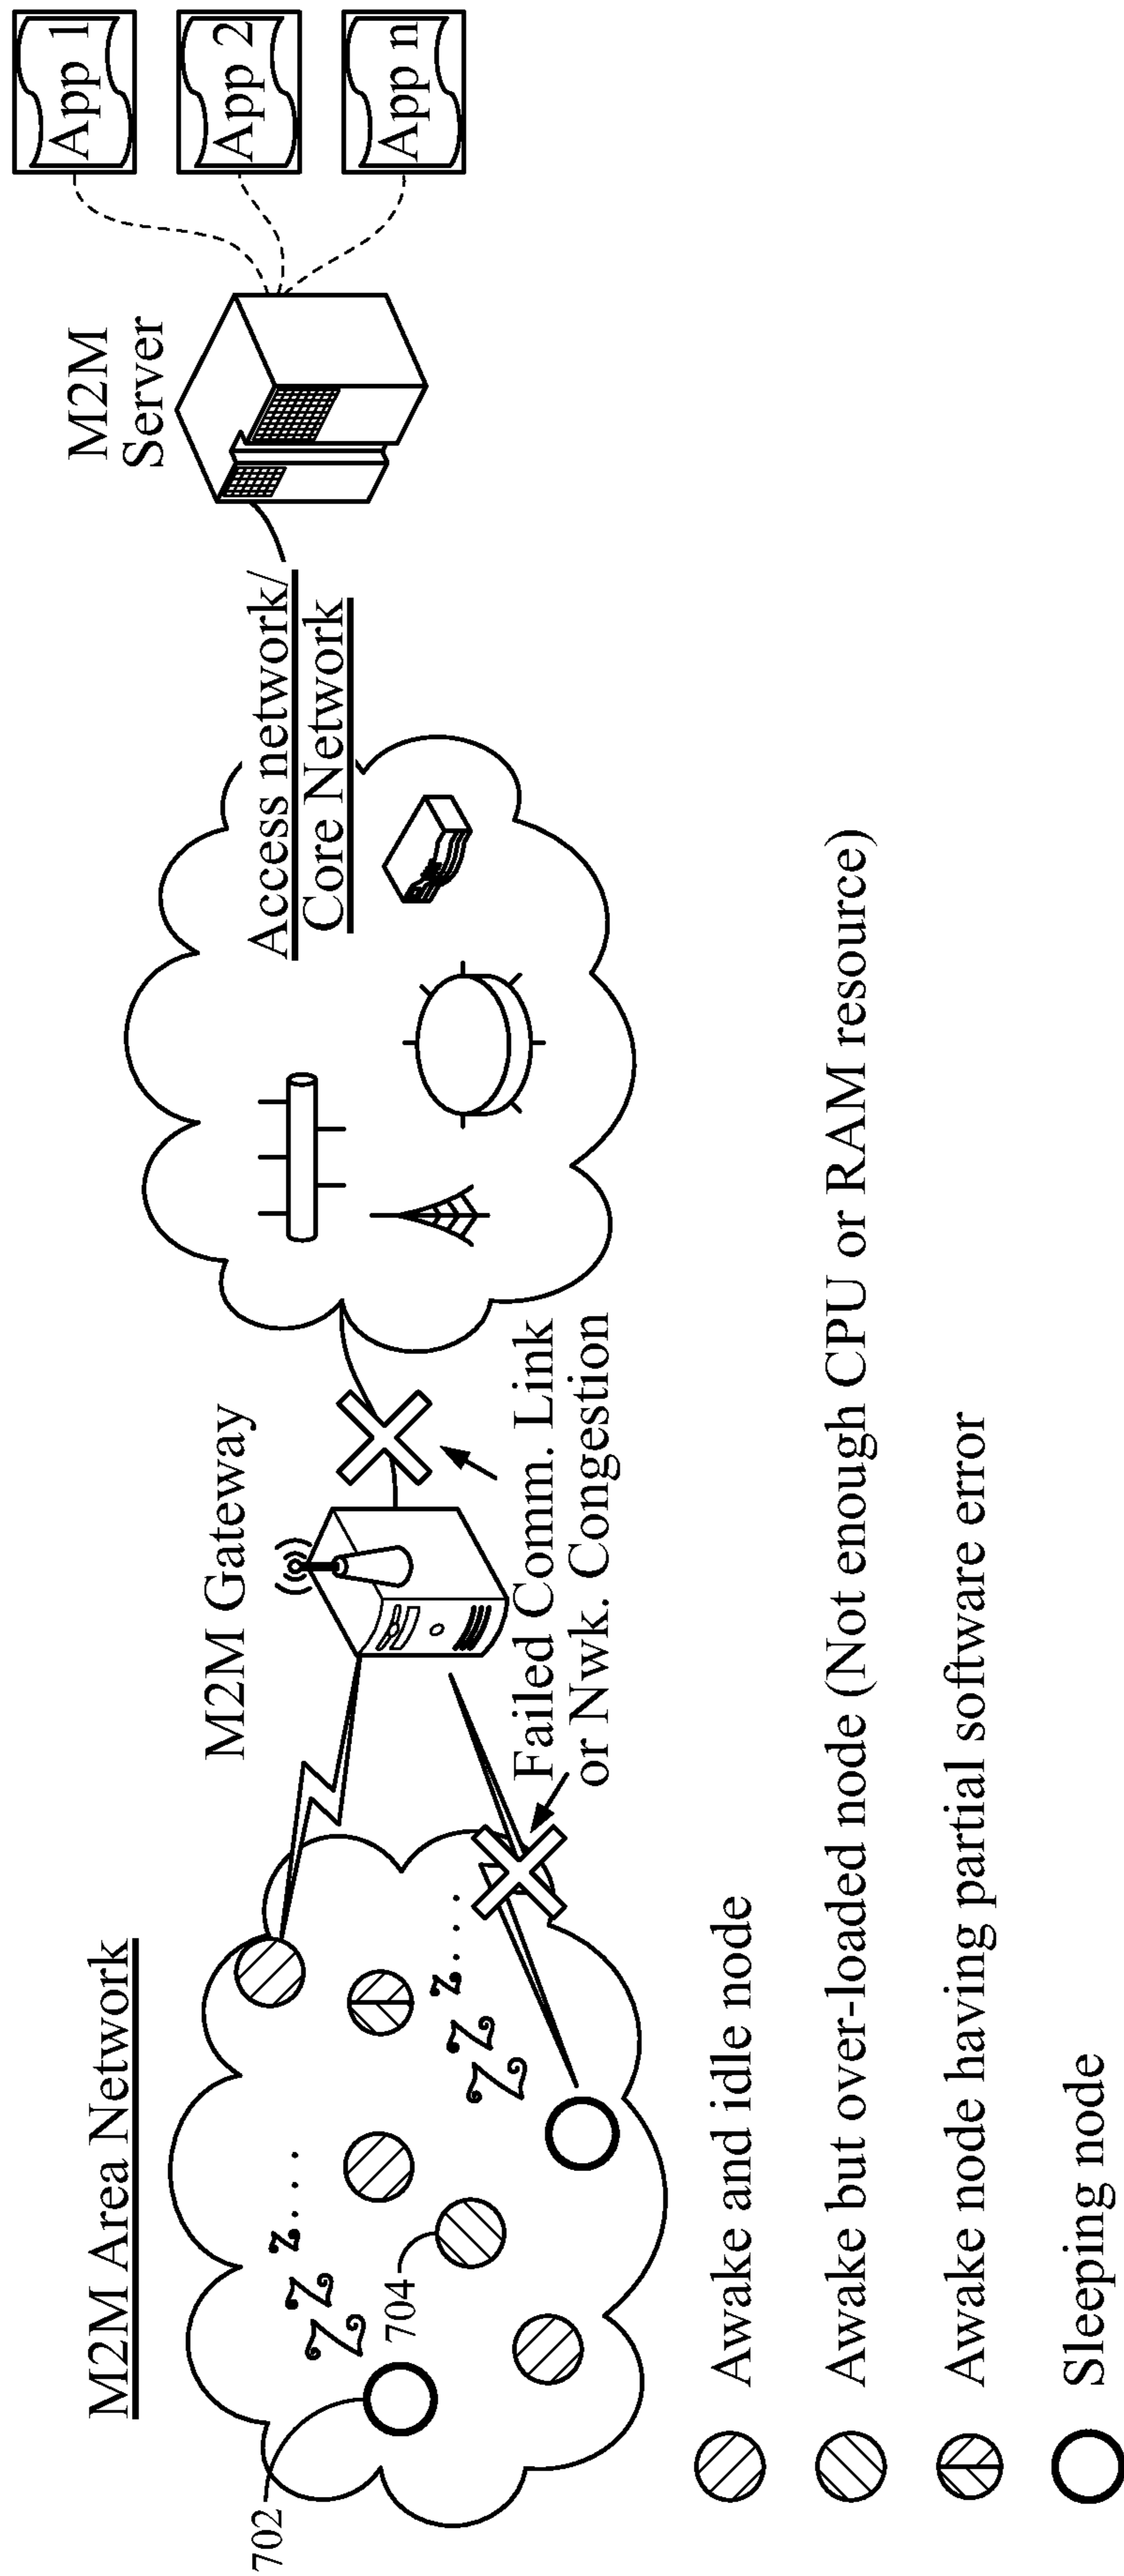 M2M Area Network
M2M Gateway
M2M
Server
App 1
App 2
App n
Access network/
Core Network
702
704
z
z
z....
z
z
z....
Failed Comm. Link
or Nwk. Congestion
Awake and idle node
Awake but over-loaded node (Not enough CPU or RAM resource)
Awake node having partial software error
Sleeping node